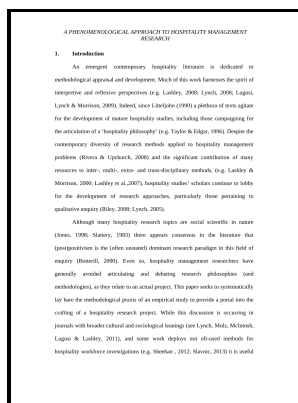 A PHENOMENOLOGICAL APPROACH TO HOSPITALITY MANAGEMENT
RESEARCH
1. Introduction
An emergent contemporary hospitality literature is dedicated to
methodological appraisal and development. Much of this work harnesses the spirit of
interpretive and reflexive perspectives (e.g. Lashley, 2008; Lynch, 2008; Lugosi,
Lynch & Morrison, 2009). Indeed, since Littlejohn (1990) a plethora of texts agitate
for the development of mature hospitality studies, including those campaigning for
the articulation of a ‘hospitality philosophy’ (e.g. Taylor & Edgar, 1996). Despite the
contemporary diversity of research methods applied to hospitality management
problems (Rivera & Upchurch, 2008) and the significant contribution of many
resources to inter-, multi-, extra- and trans-disciplinary methods, (e.g. Lashley &
Morrison, 2000; Lashley et al.,2007), hospitality studies’ scholars continue to lobby
for the development of research approaches, particularly those pertaining to
qualitative enquiry (Riley, 2008; Lynch, 2005).
Although many hospitality research topics are social scientific in nature
(Jones, 1998; Slattery, 1983) there appears consensus in the literature that
(post)positivism is the (often unstated) dominant research paradigm in this field of
enquiry (Botterill, 2000). Even so, hospitality management researchers have
generally avoided articulating and debating research philosophies (and
methodologies), as they relate to an actual project. This paper seeks to systematically
lay bare the methodological praxis of an empirical study to provide a portal into the
crafting of a hospitality research project. While this discussion is occurring in
journals with broader cultural and sociological leanings (see Lynch, Molz, McIntosh,
Lugosi & Lashley, 2011), and some work deploys not oft-used methods for
hospitality workforce investigations (e.g. Sheehan , 2012; Slavnic, 2013) it is useful